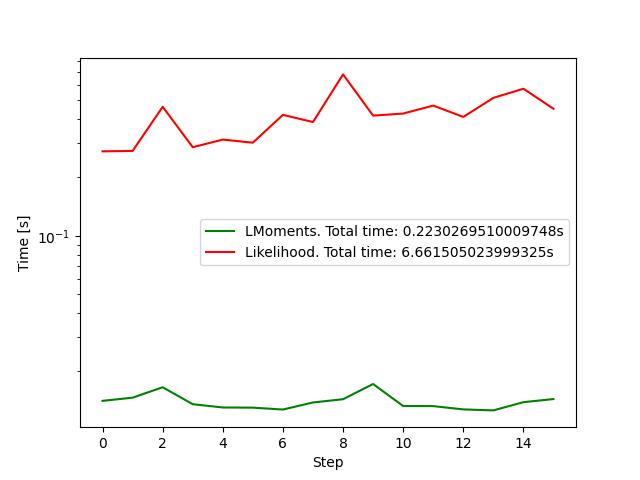 Time [s]
10⁻¹
LMoments. Total time: 0.2230269510009748s
Likelihood. Total time: 6.661505023999325s
0 2 4 6 8 10 12 14
Step